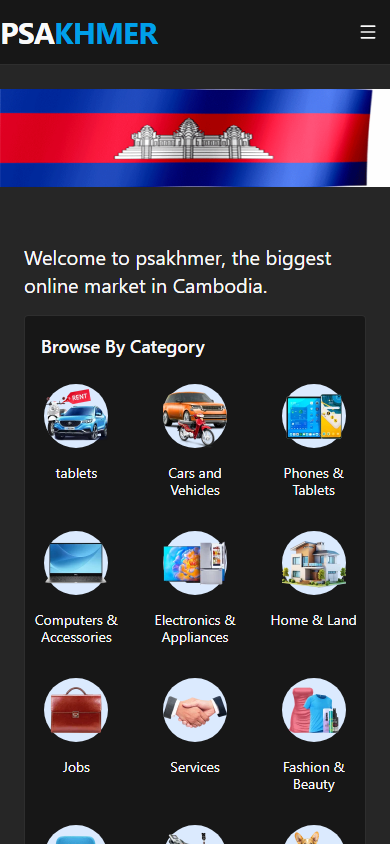 PSAKHMER
Welcome to psakhmer, the biggest
online market in Cambodia.
Browse By Category
RENT
tablets
Cars and
Vehicles
Phones &
Tablets
Computers &
Accessories
Electronics &
Appliances
Home & Land
Jobs
Services
Fashion &
Beauty